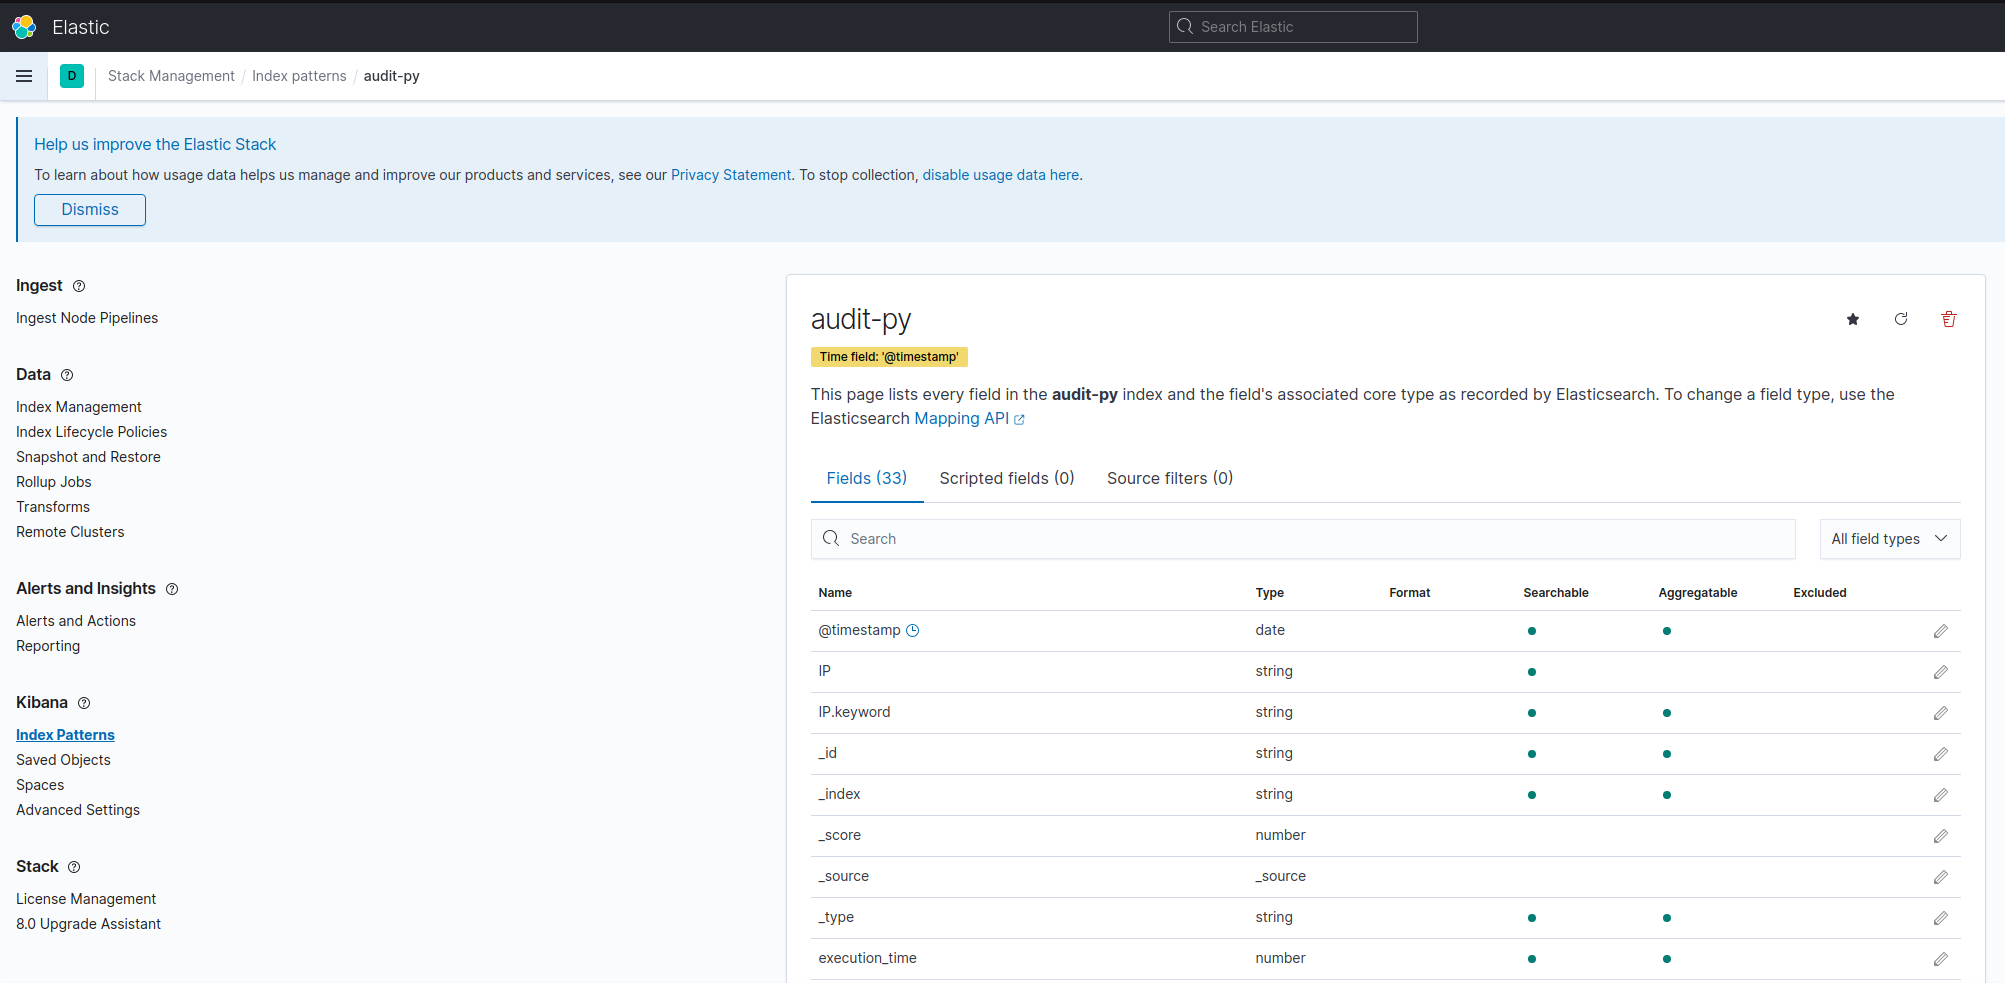 Elastic
Search Elastic
D
Stack Management / Index patterns / audit-py
Help us improve the Elastic Stack
To learn about how usage data helps us manage and improve our products and services, see our Privacy Statement. To stop collection, disable usage data here.
Dismiss
Ingest
Ingest Node Pipelines
Data
Index Management
Index Lifecycle Policies
Snapshot and Restore
Rollup Jobs
Transforms
Remote Clusters
Alerts and Insights
Alerts and Actions
Reporting
Kibana
Index Patterns
Saved Objects
Spaces
Advanced Settings
Stack
License Management
8.0 Upgrade Assistant
audit-py
Time field: '@timestamp'
This page lists every field in the audit-py index and the field's associated core type as recorded by Elasticsearch. To change a field type, use the
Elasticsearch Mapping API
Fields (33) Scripted fields (0) Source filters (0)
Search
All field types
Name Type Format Searchable Aggregatable Excluded
@timestamp date
IP string
IP.keyword string
_id string
_index string
_score number
_source _source
_type string
execution_time number